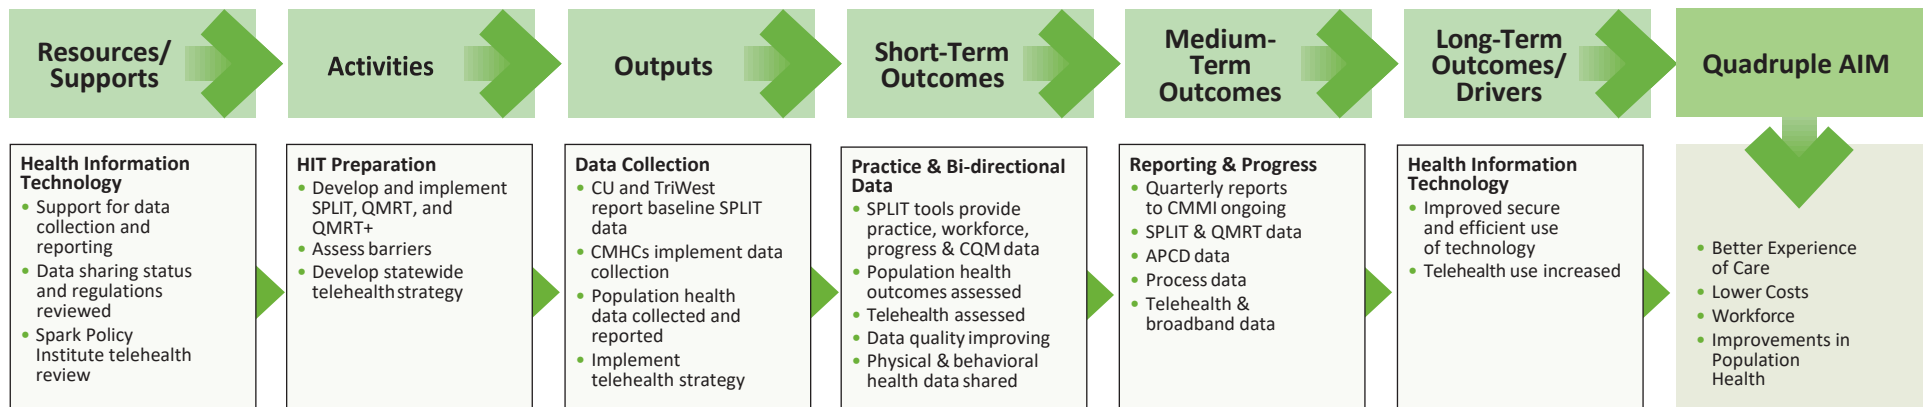 Resources/
Supports
Activities
Outputs
Short-Term
Outcomes
Medium-
Term
Outcomes
Long-Term
Outcomes/
Drivers
Quadruple AIM
Health Information
Technology
• Support for data
collection and
reporting
• Data sharing status
and regulations
reviewed
• Spark Policy
Institute telehealth
review
HIT Preparation
• Develop and implement
SPLIT, QMRT, and
QMRT+
• Assess barriers
• Develop statewide
telehealth strategy
Data Collection
• CU and TriWest
report baseline SPLIT
data
• CMHCs implement data
collection
• Population health
data collected and
reported
• Implement
telehealth strategy
Practice & Bi-directional
Data
• SPLIT tools provide
practice, workforce,
progress & CQM data
• Population health
outcomes assessed
• Telehealth assessed
• Data quality improving
• Physical & behavioral
health data shared
Reporting & Progress
• Quarterly reports
to CMMI ongoing
• SPLIT & QMRT data
• APCD data
• Process data
• Telehealth &
broadband data
Health Information
Technology
• Improved secure
and efficient use
of technology
• Telehealth use increased
• Better Experience
of Care
• Lower Costs
• Workforce
• Improvements in
Population
Health